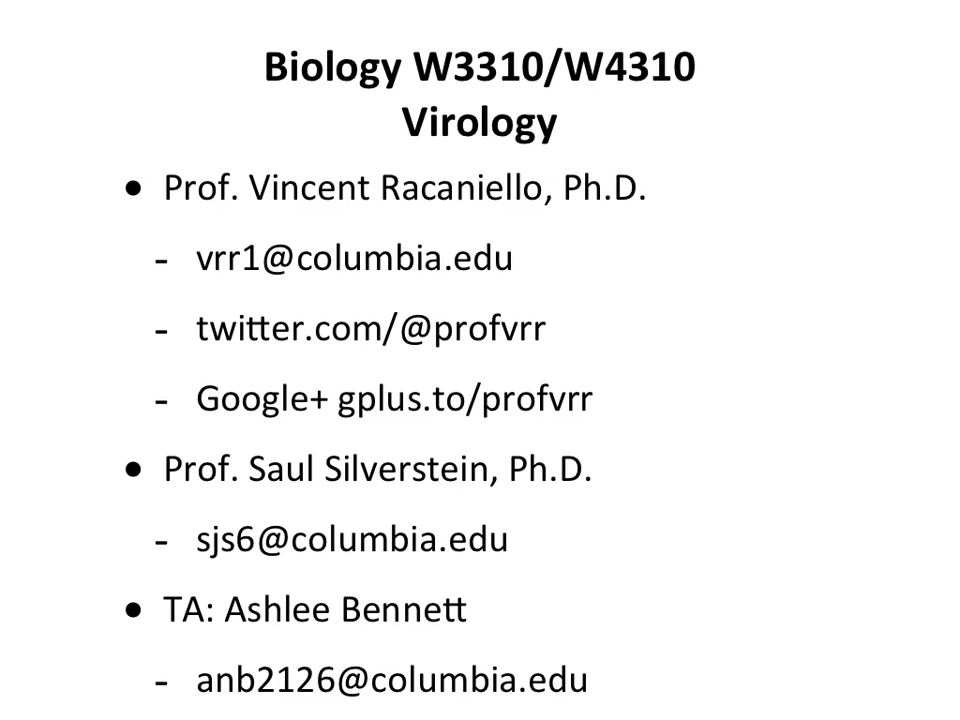 Biology W3310/W4310
Virology
• Prof. Vincent Racaniello, Ph.D.
- vrr1@columbia.edu
- twitter.com/@profvrr
- Google+ gplus.to/profvrr
• Prof. Saul Silverstein, Ph.D.
- sjs6@columbia.edu
• TA: Ashlee Bennett
- anb2126@columbia.edu